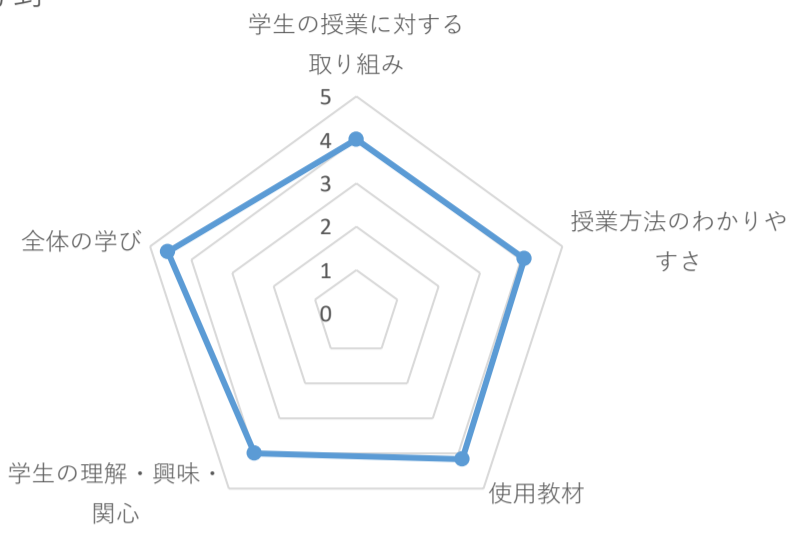 学生の授業に対する
取り組み
5
4
3
2
1
0
授業方法のわかりや
すさ
使用教材
学生の理解・興味・
関心
全体の学び